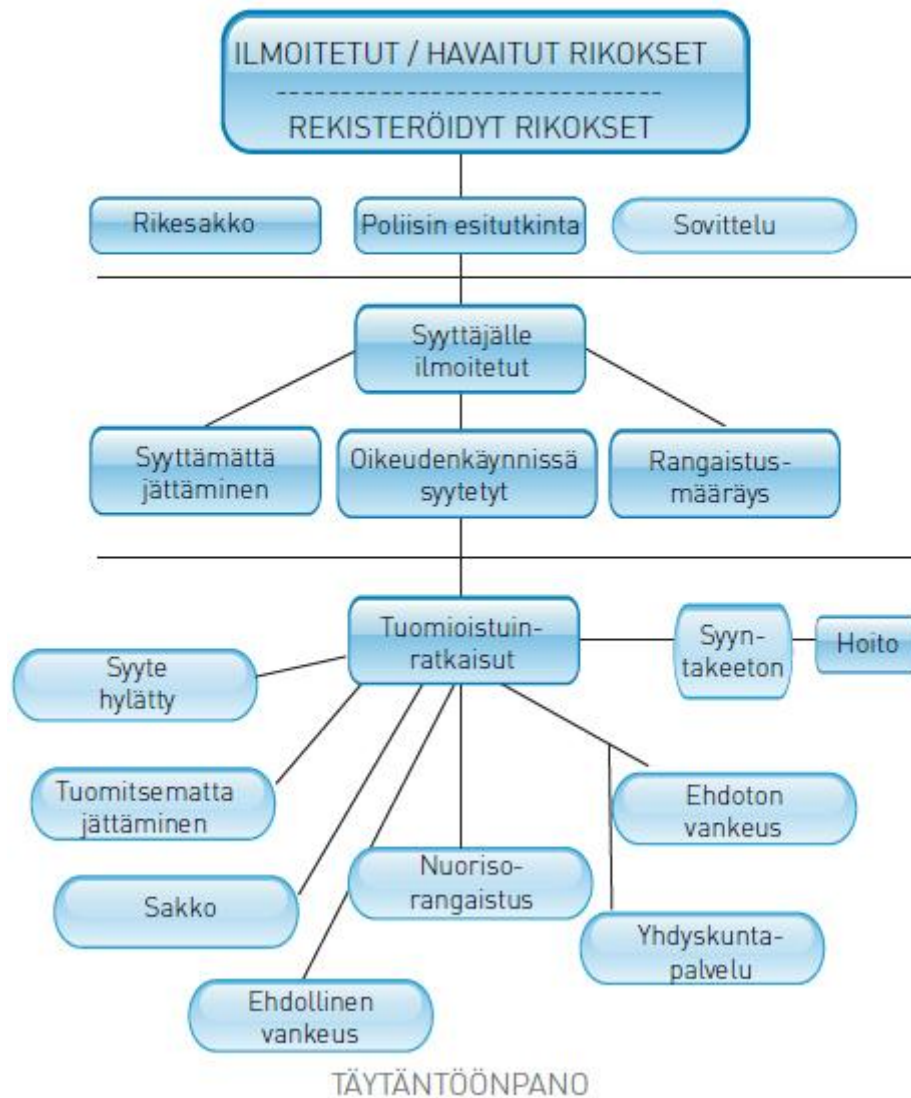 ILMOITETUT / HAVAITUT RIKOKSET
------------------------------
REKISTERÖIDYT RIKOKSET
Rikesakko
Poliisin esitutkinta
Sovittelu
Syyttäjälle
ilmoitetut
Syyttämättä
jättäminen
Oikeudenkäynnissä
syytetyt
Rangaistus-
määräys
Tuomioistuin-
ratkaisut
Syyn-
takeeton
Hoito
Syyte
hylätty
Tuomitsematta
jättäminen
Ehdoton
vankeus
Sakko
Nuoriso-
rangaistus
Yhdyskunta-
palvelu
Ehdollinen
vankeus
TÄYTÄNTÖÖNPANO